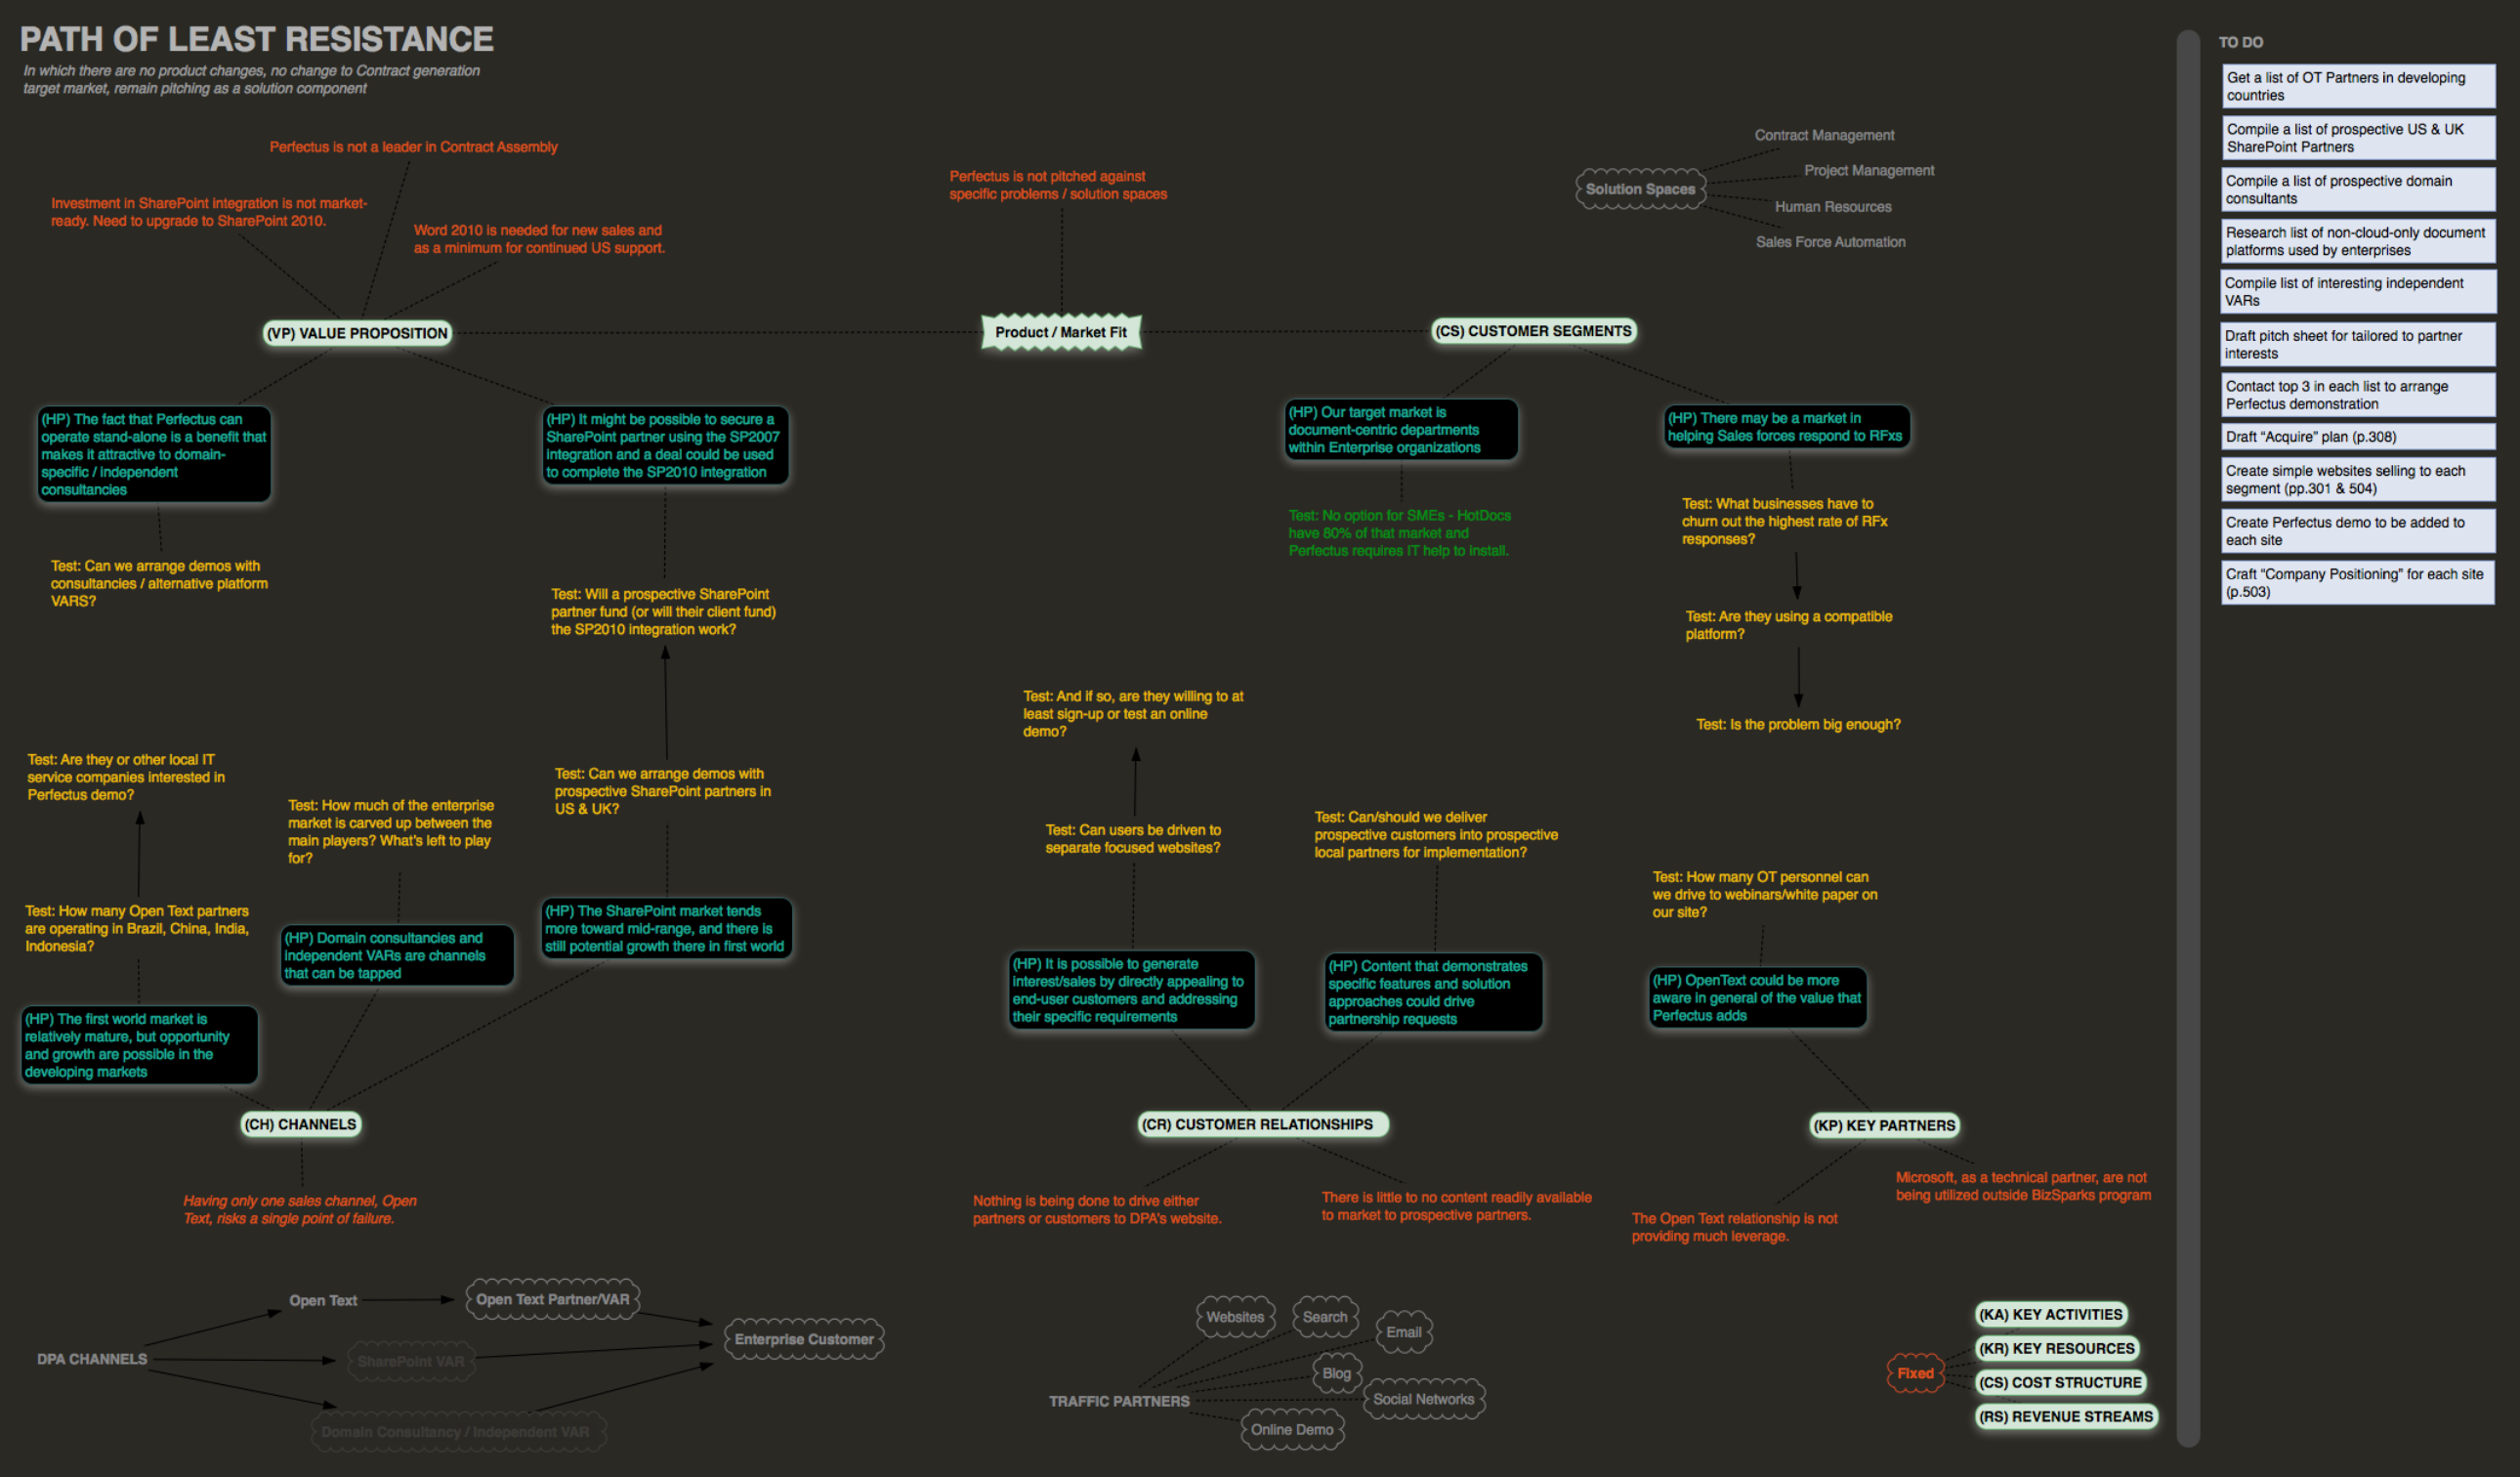 PATH OF LEAST RESISTANCE
In which there are no product changes, no change to Contract generation
target market, remain pitching as a solution component
Perfectus is not a leader in Contract Assembly
Investment in SharePoint integration is not market-
ready. Need to upgrade to SharePoint 2010.
Word 2010 is needed for new sales and
as a minimum for continued US support.
Perfectus is not pitched against
specific problems / solution spaces
Solution Spaces
Contract Management
Project Management
Human Resources
Sales Force Automation
(VP) VALUE PROPOSITION
Product / Market Fit
(CS) CUSTOMER SEGMENTS
(HP) The fact that Perfectus can
operate stand-alone is a benefit that
makes it attractive to domain-
specific / independent
consultancies
(HP) It might be possible to secure a
SharePoint partner using the SP2007
integration and a deal could be used
to complete the SP2010 integration
(HP) Our target market is
document-centric departments
within Enterprise organizations
(HP) There may be a market in
helping Sales forces respond to RFxs
Test: Can we arrange demos with
consultancies / alternative platform
VARS?
Test: Will a prospective SharePoint
partner fund (or will their client fund)
the SP2010 integration work?
Test: No option for SMEs - HotDocs
have 80% of that market and
Perfectus requires IT help to install.
Test: What businesses have to
churn out the highest rate of RFx
responses?
Test: Are they using a compatible
platform?
Test: Is the problem big enough?
Test: Are they or other local IT
service companies interested in
Perfectus demo?
Test: How much of the enterprise
market is carved up between the
main players? What's left to play
for?
Test: Can we arrange demos with
prospective SharePoint partners in
US & UK?
Test: And if so, are they willing to at
least sign-up or test an online
demo?
Test: Can users be driven to
separate focused websites?
Test: Can/should we deliver
prospective customers into prospective
local partners for implementation?
Test: How many OT personnel can
we drive to webinars/white paper on
our site?
Test: How many Open Text partners
are operating in Brazil, China, India,
Indonesia?
(HP) Domain consultancies and
independent VARs are channels
that can be tapped
(HP) The SharePoint market tends
more toward mid-range, and there is
still potential growth there in first world
(HP) The first world market is
relatively mature, but opportunity
and growth are possible in the
developing markets
(HP) It is possible to generate
interest/sales by directly appealing to
end-user customers and addressing
their specific requirements
(HP) Content that demonstrates
specific features and solution
approaches could drive
partnership requests
(HP) OpenText could be more
aware in general of the value that
Perfectus adds
(CH) CHANNELS
(CR) CUSTOMER RELATIONSHIPS
(KP) KEY PARTNERS
Having only one sales channel, Open
Text, risks a single point of failure.
Nothing is being done to drive either
partners or customers to DPA's website.
There is little to no content readily available
to market to prospective partners.
The Open Text relationship is not
providing much leverage.
Microsoft, as a technical partner, are not
being utilized outside BizSparks program
DPA CHANNELS
Open Text
Open Text Partner/VAR
SharePoint VAR
Domain Consultancy / Independent VAR
Enterprise Customer
TRAFFIC PARTNERS
Websites
Search
Email
Blog
Social Networks
Online Demo
Fixed
(KA) KEY ACTIVITIES
(KR) KEY RESOURCES
(CS) COST STRUCTURE
(RS) REVENUE STREAMS
TO DO
Get a list of OT Partners in developing
countries
Compile a list of prospective US & UK
SharePoint Partners
Compile a list of prospective domain
consultants
Research list of non-cloud-only document
platforms used by enterprises
Compile list of interesting independent
VARs
Draft pitch sheet for tailored to partner
interests
Contact top 3 in each list to arrange
Perfectus demonstration
Draft “Acquire” plan (p.308)
Create simple websites selling to each
segment (pp.301 & 504)
Create Perfectus demo to be added to
each site
Craft “Company Positioning” for each site
(p.503)